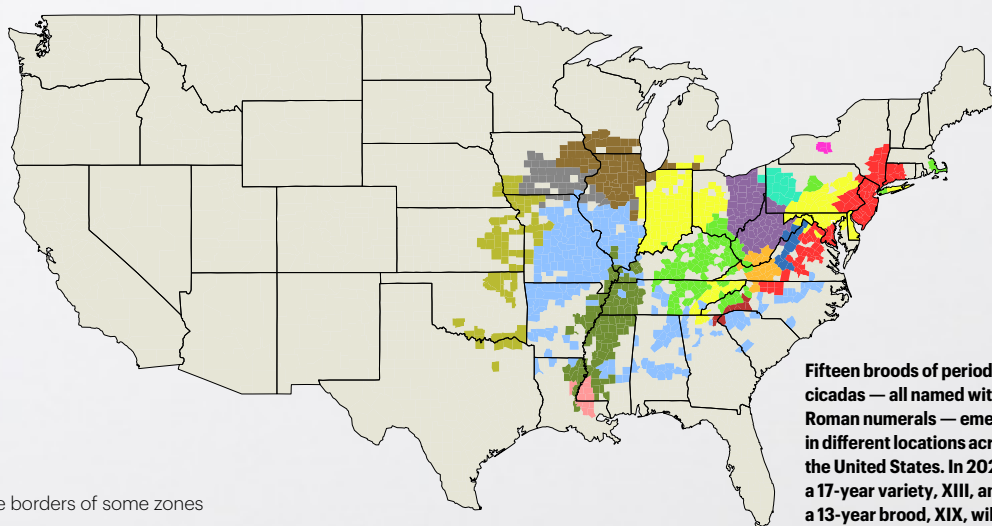 Fifteen broods of period
cicadas — all named wit
Roman numerals — eme
in different locations acr
the United States. In 202
a 17-year variety, XIII, an
a 13-year brood, XIX, wil
e borders of some zones